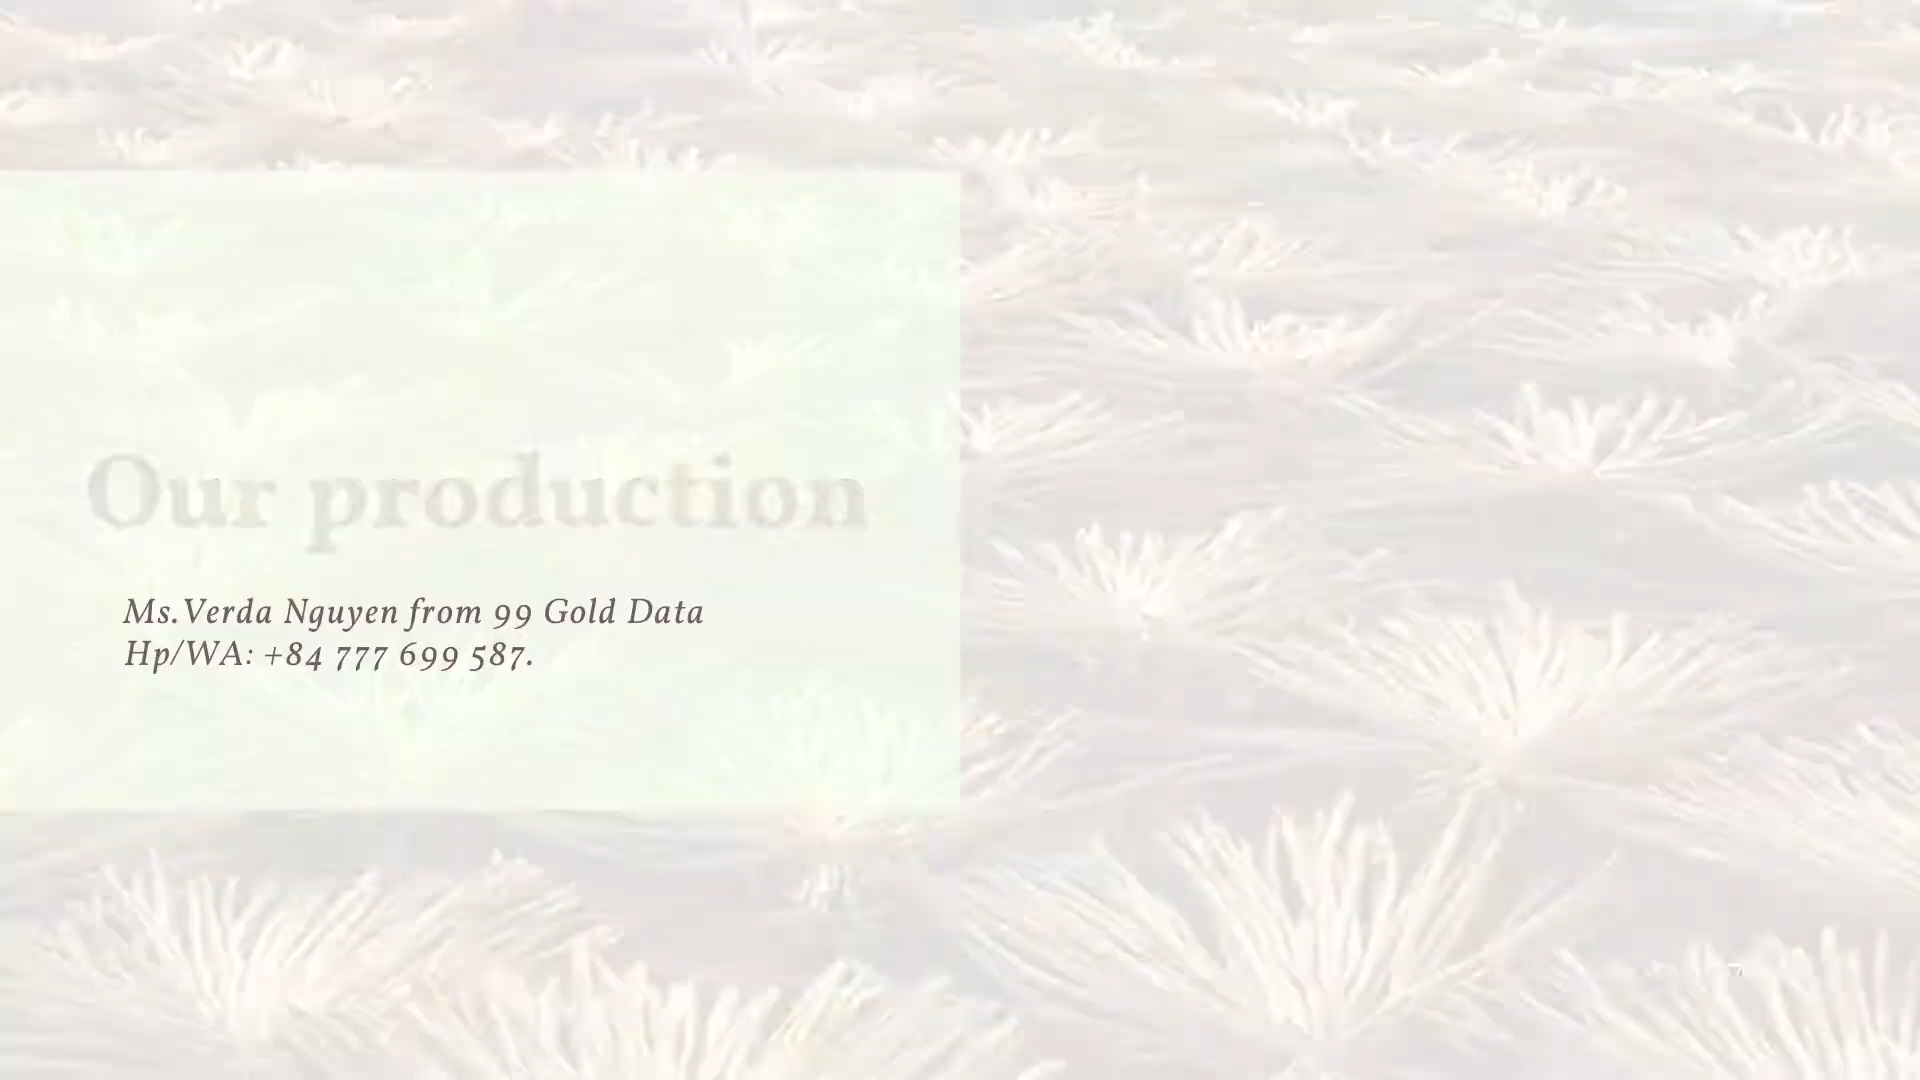 Our production
Ms.Verda Nguyen from 99 Gold Data
Hp/WA: +84 777 699 587.